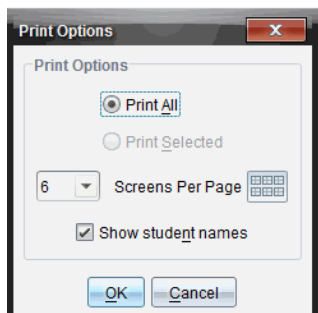 Print Options
Print Options
Print All
Print Selected
6 Screens Per Page
Show student names
OK Cancel